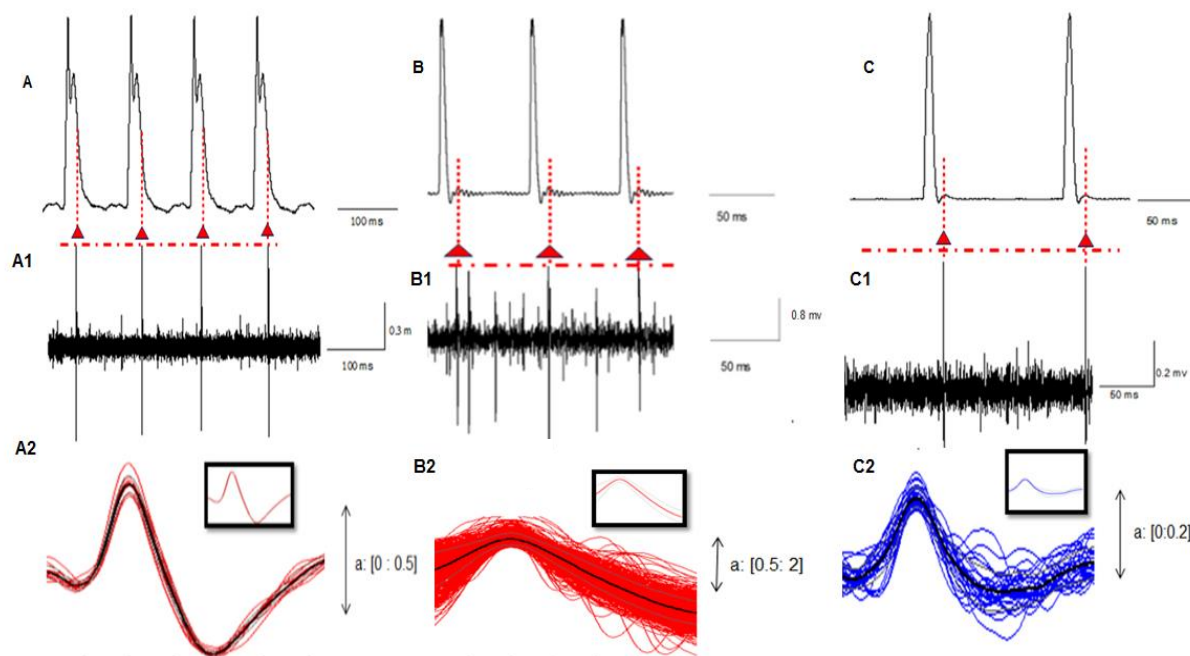 A
B
C
100 ms
50 ms
50 ms
A1
B1
C1
0.3 m
100 ms
0.8 mv
50 ms
0.2 mv
50 ms
A2
B2
C2
a: [0 : 0.5]
a: [0.5: 2]
a: [0:0.2]